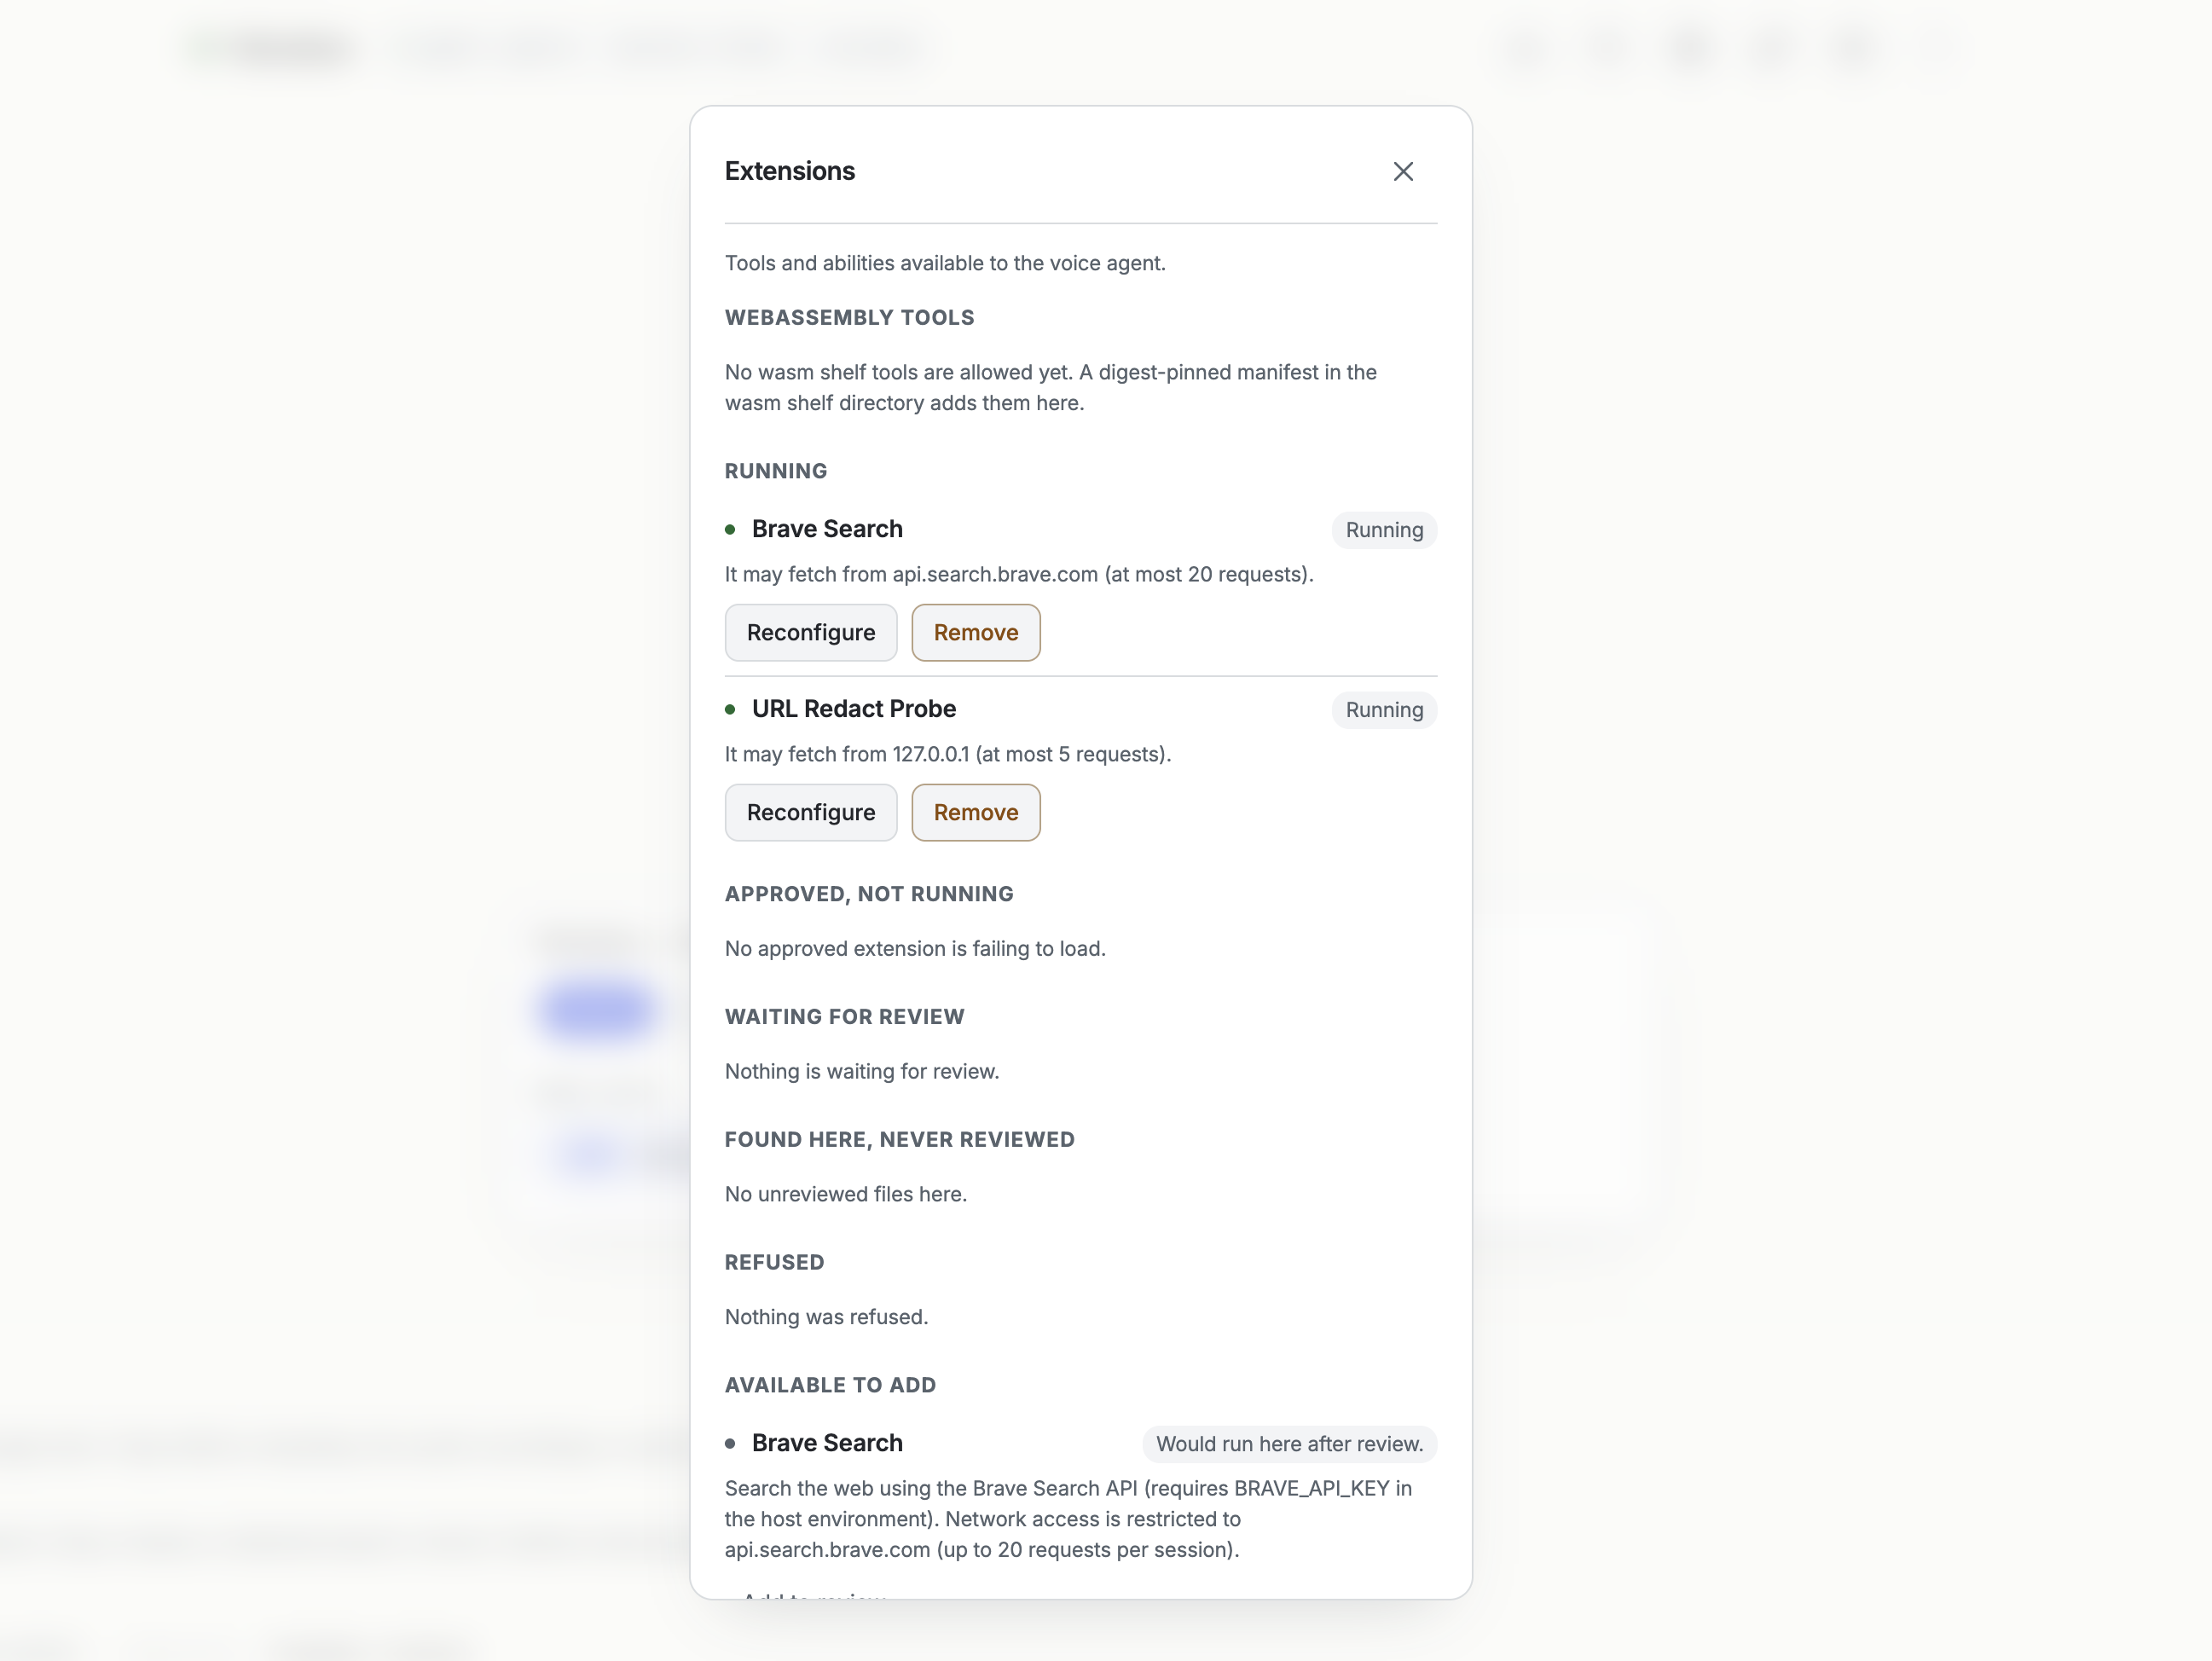 Extensions
Tools and abilities available to the voice agent.
WEBASSEMBLY TOOLS
No wasm shelf tools are allowed yet. A digest-pinned manifest in the
wasm shelf directory adds them here.
RUNNING
Brave Search
Running
It may fetch from api.search.brave.com (at most 20 requests).
Reconfigure
Remove
URL Redact Probe
Running
It may fetch from 127.0.0.1 (at most 5 requests).
Reconfigure
Remove
APPROVED, NOT RUNNING
No approved extension is failing to load.
WAITING FOR REVIEW
Nothing is waiting for review.
FOUND HERE, NEVER REVIEWED
No unreviewed files here.
REFUSED
Nothing was refused.
AVAILABLE TO ADD
Brave Search
Would run here after review.
Search the web using the Brave Search API (requires BRAVE_API_KEY in
the host environment). Network access is restricted to
api.search.brave.com (up to 20 requests per session).
Add to review